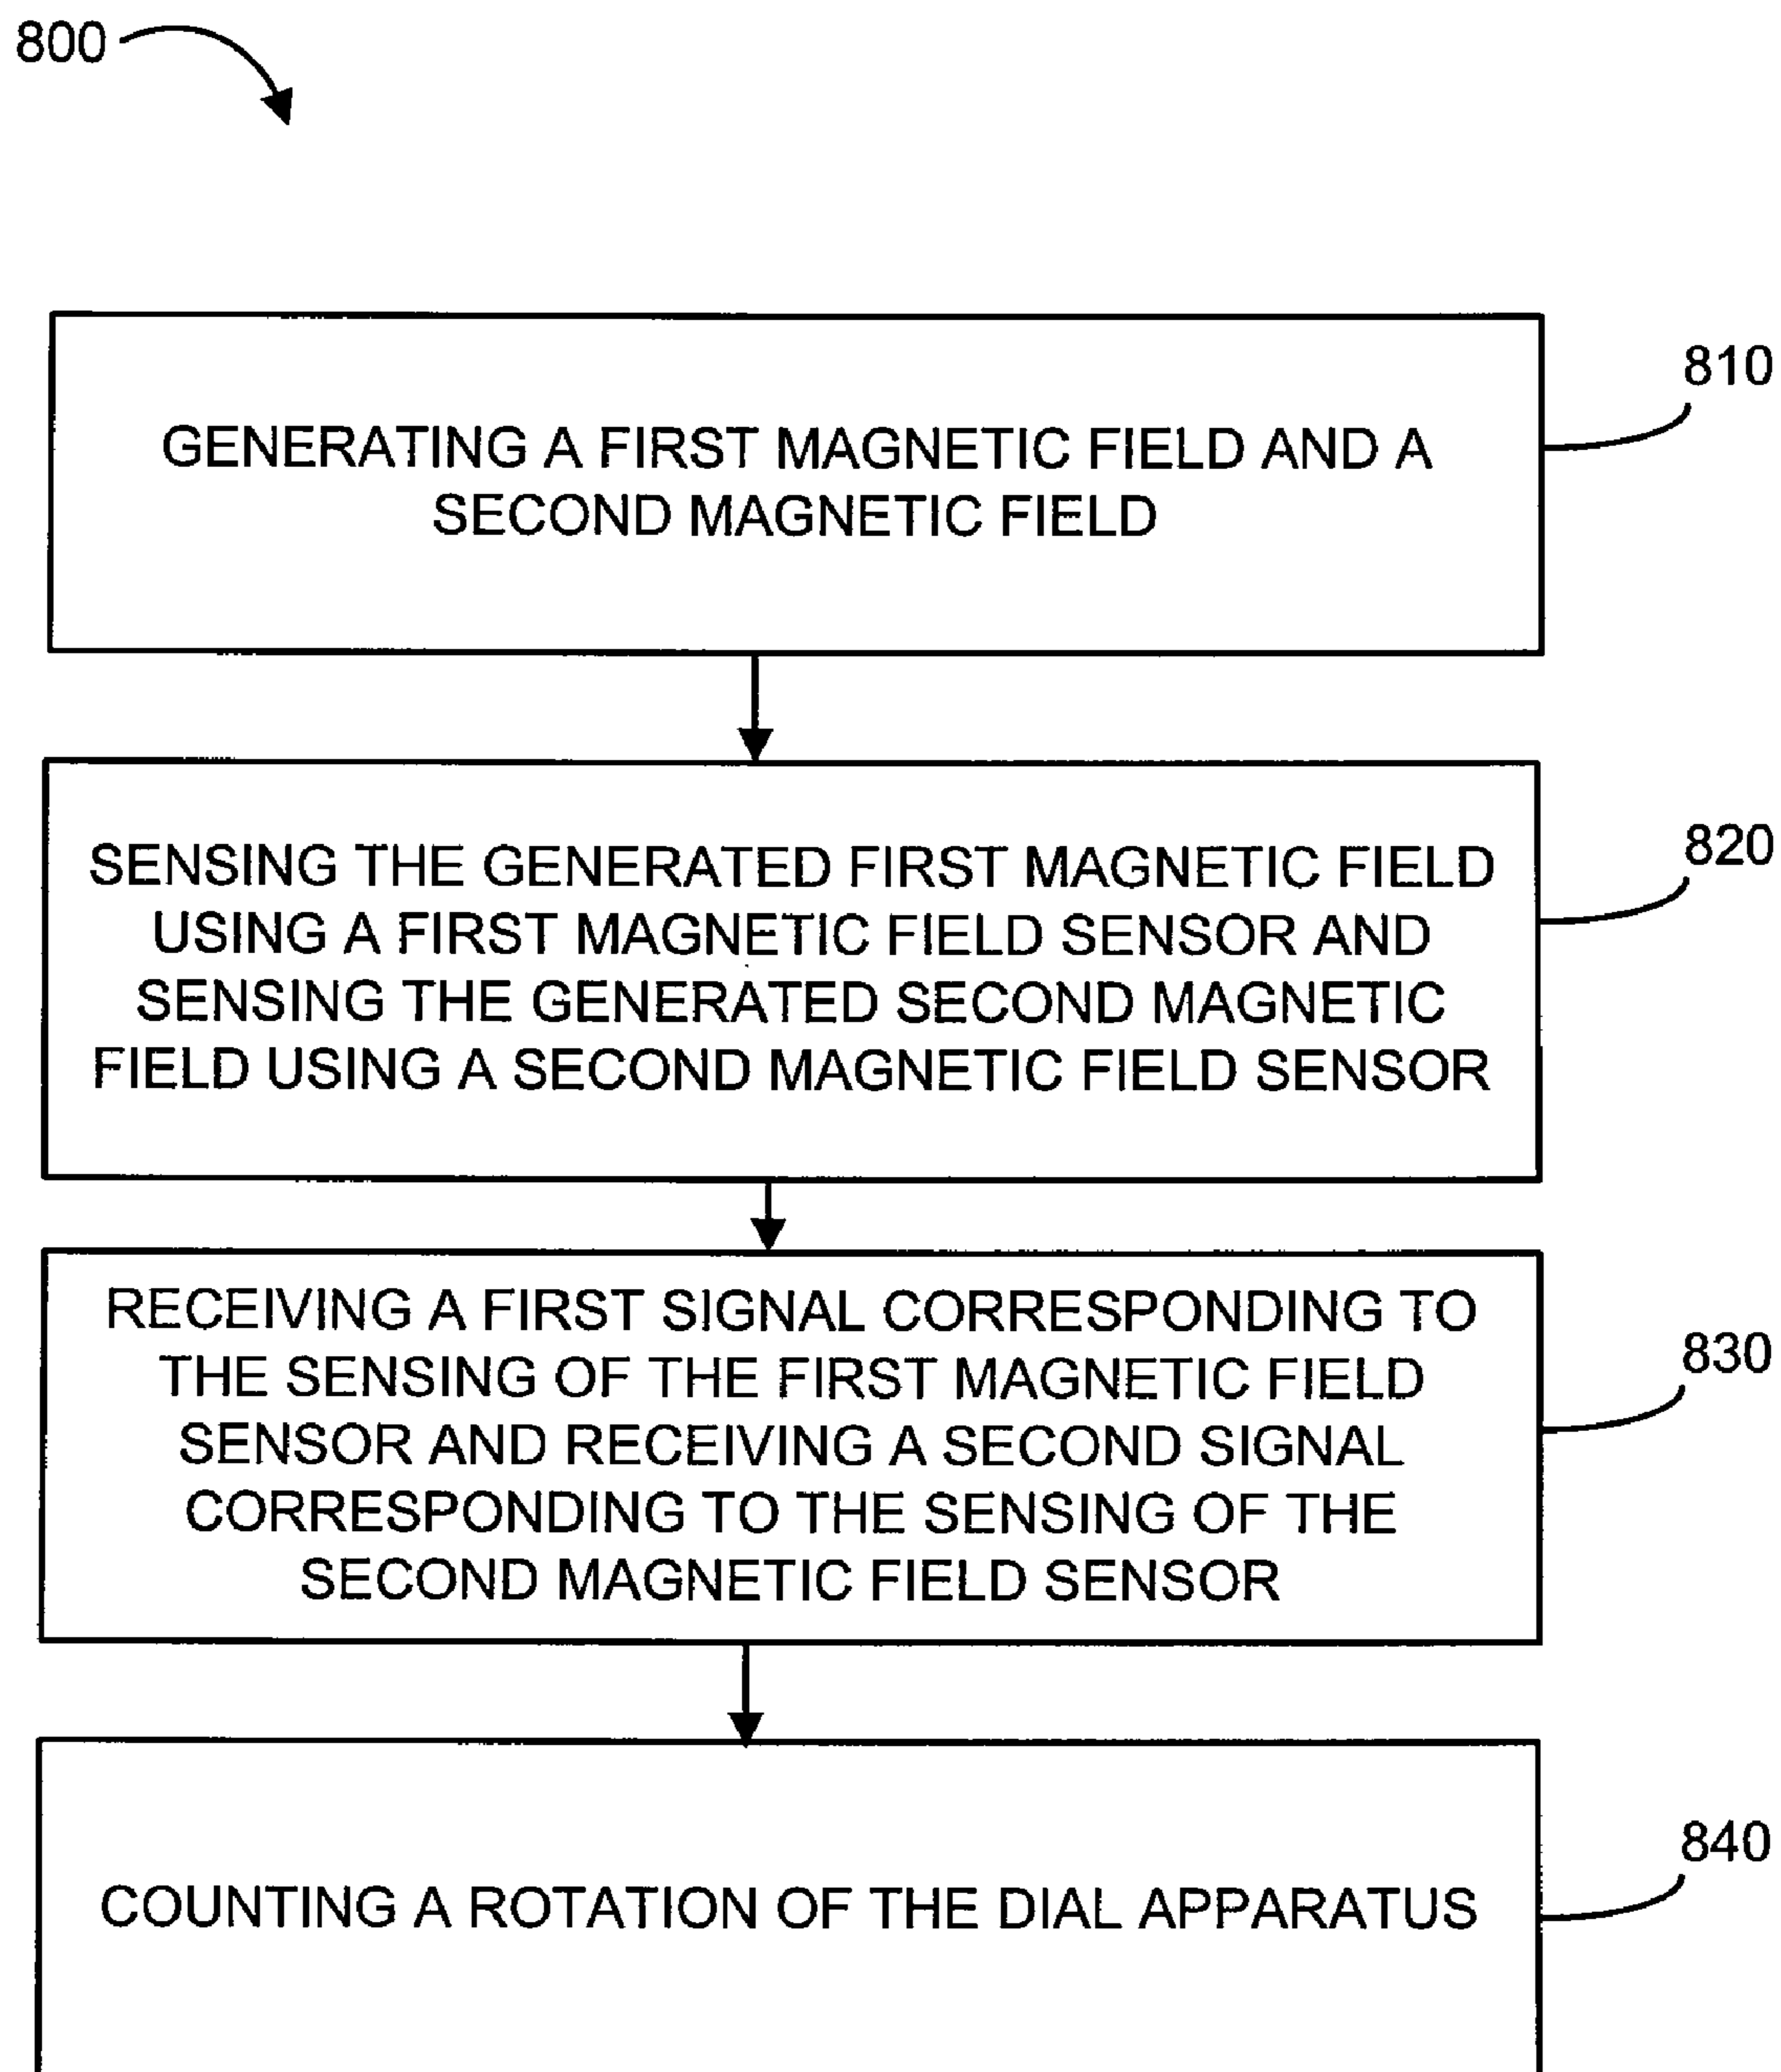 800
810
GENERATING A FIRST MAGNETIC FIELD AND A
SECOND MAGNETIC FIELD
820
SENSING THE GENERATED FIRST MAGNETIC FIELD
USING A FIRST MAGNETIC FIELD SENSOR AND
SENSING THE GENERATED SECOND MAGNETIC
FIELD USING A SECOND MAGNETIC FIELD SENSOR
830
RECEIVING A FIRST SIGNAL CORRESPONDING TO
THE SENSING OF THE FIRST MAGNETIC FIELD
SENSOR AND RECEIVING A SECOND SIGNAL
CORRESPONDING TO THE SENSING OF THE
SECOND MAGNETIC FIELD SENSOR
840
COUNTING A ROTATION OF THE DIAL APPARATUS